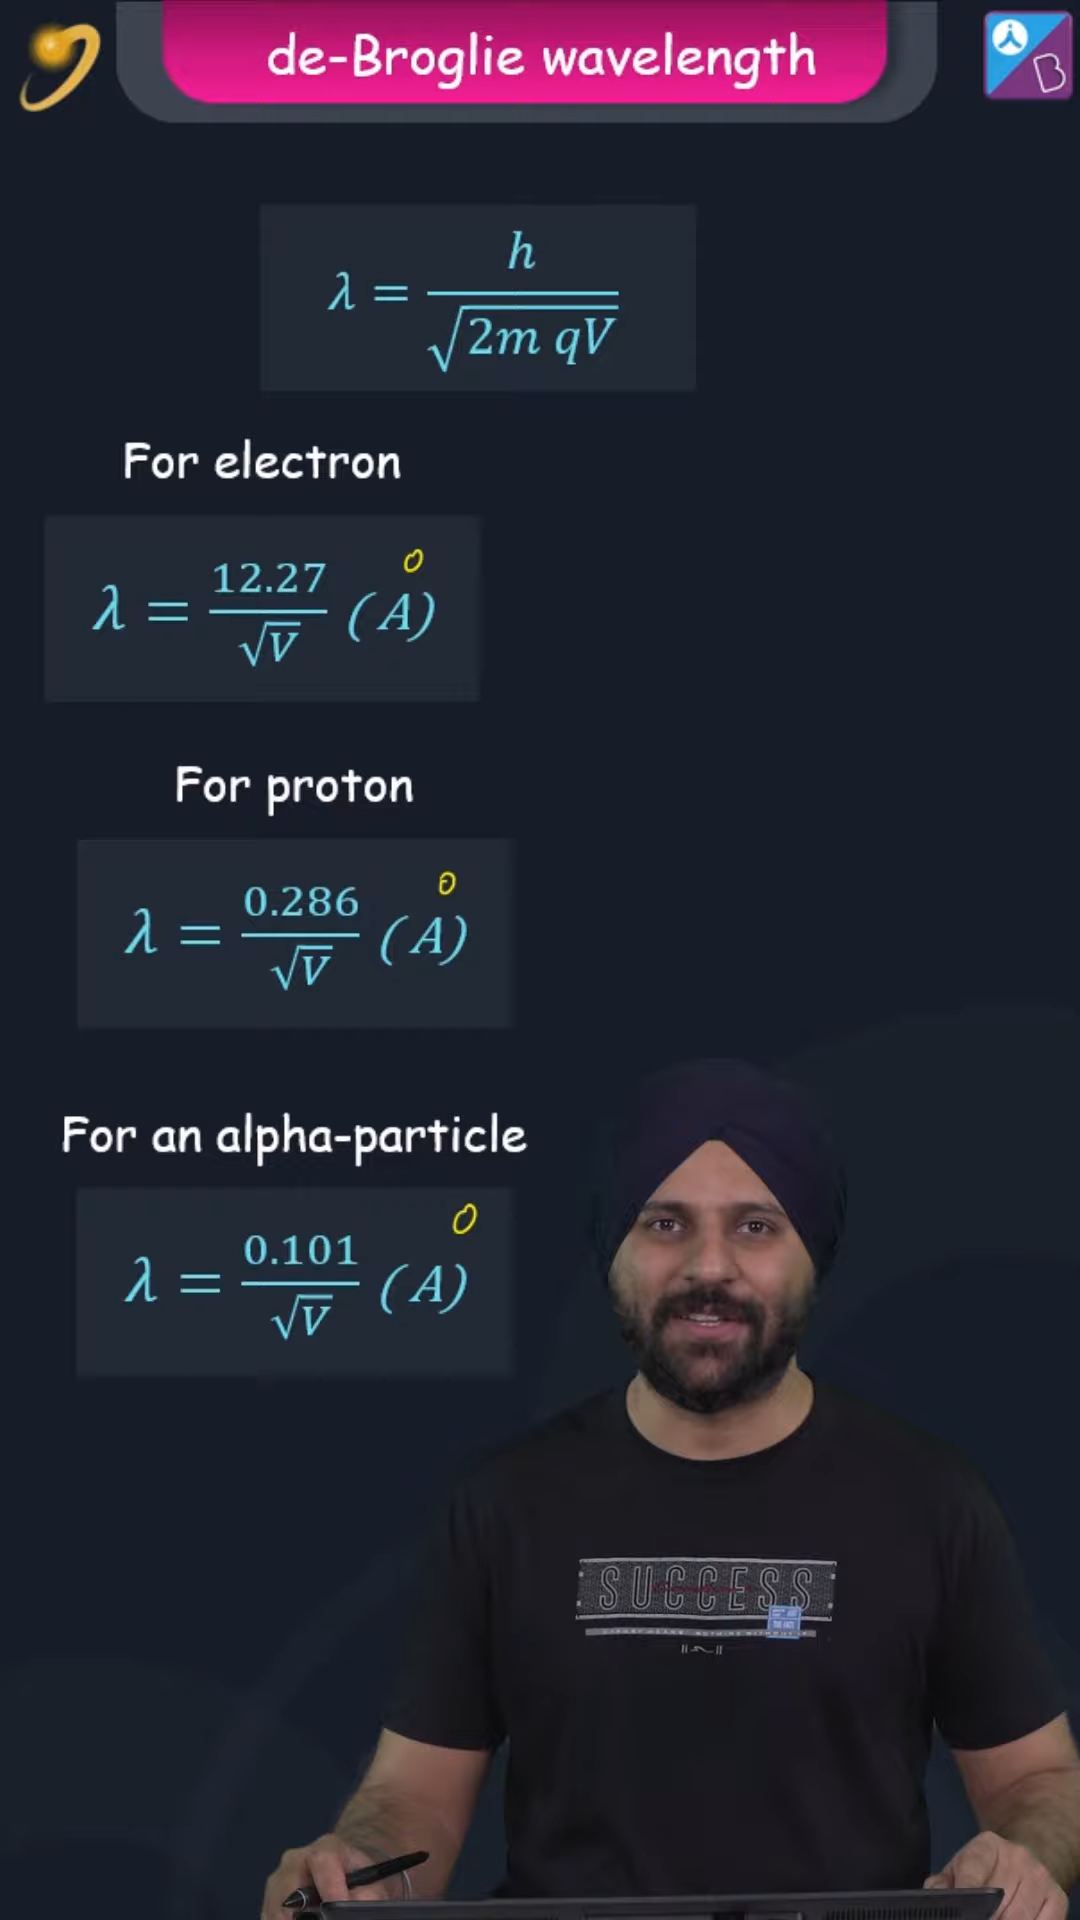 de-Broglie wavelength
B
λ = h / √(2m qV)
For electron
λ = 12.27 / √V (Å)
For proton
λ = 0.286 / √V (Å)
For an alpha-particle
λ = 0.101 / √V (Å)
SUCCESS